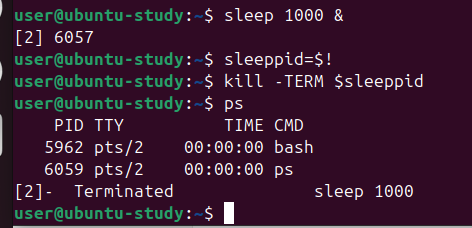 user@ubuntu-study:~$ sleep 1000 &
[2] 6057
user@ubuntu-study:~$ sleeppid=$!
user@ubuntu-study:~$ kill -TERM $sleeppid
user@ubuntu-study:~$ ps
    PID TTY          TIME CMD
   5962 pts/2    00:00:00 bash
   6059 pts/2    00:00:00 ps
[2]-  Terminated              sleep 1000
user@ubuntu-study:~$